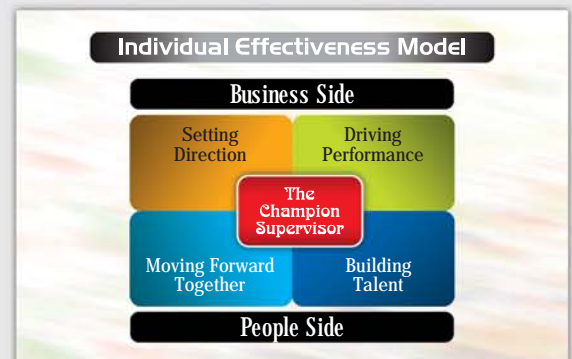 Individual Effectiveness Model
Business Side
Setting
Direction
Driving
Performance
The
Champion
Supervisor
Moving Forward
Together
Building
Talent
People Side